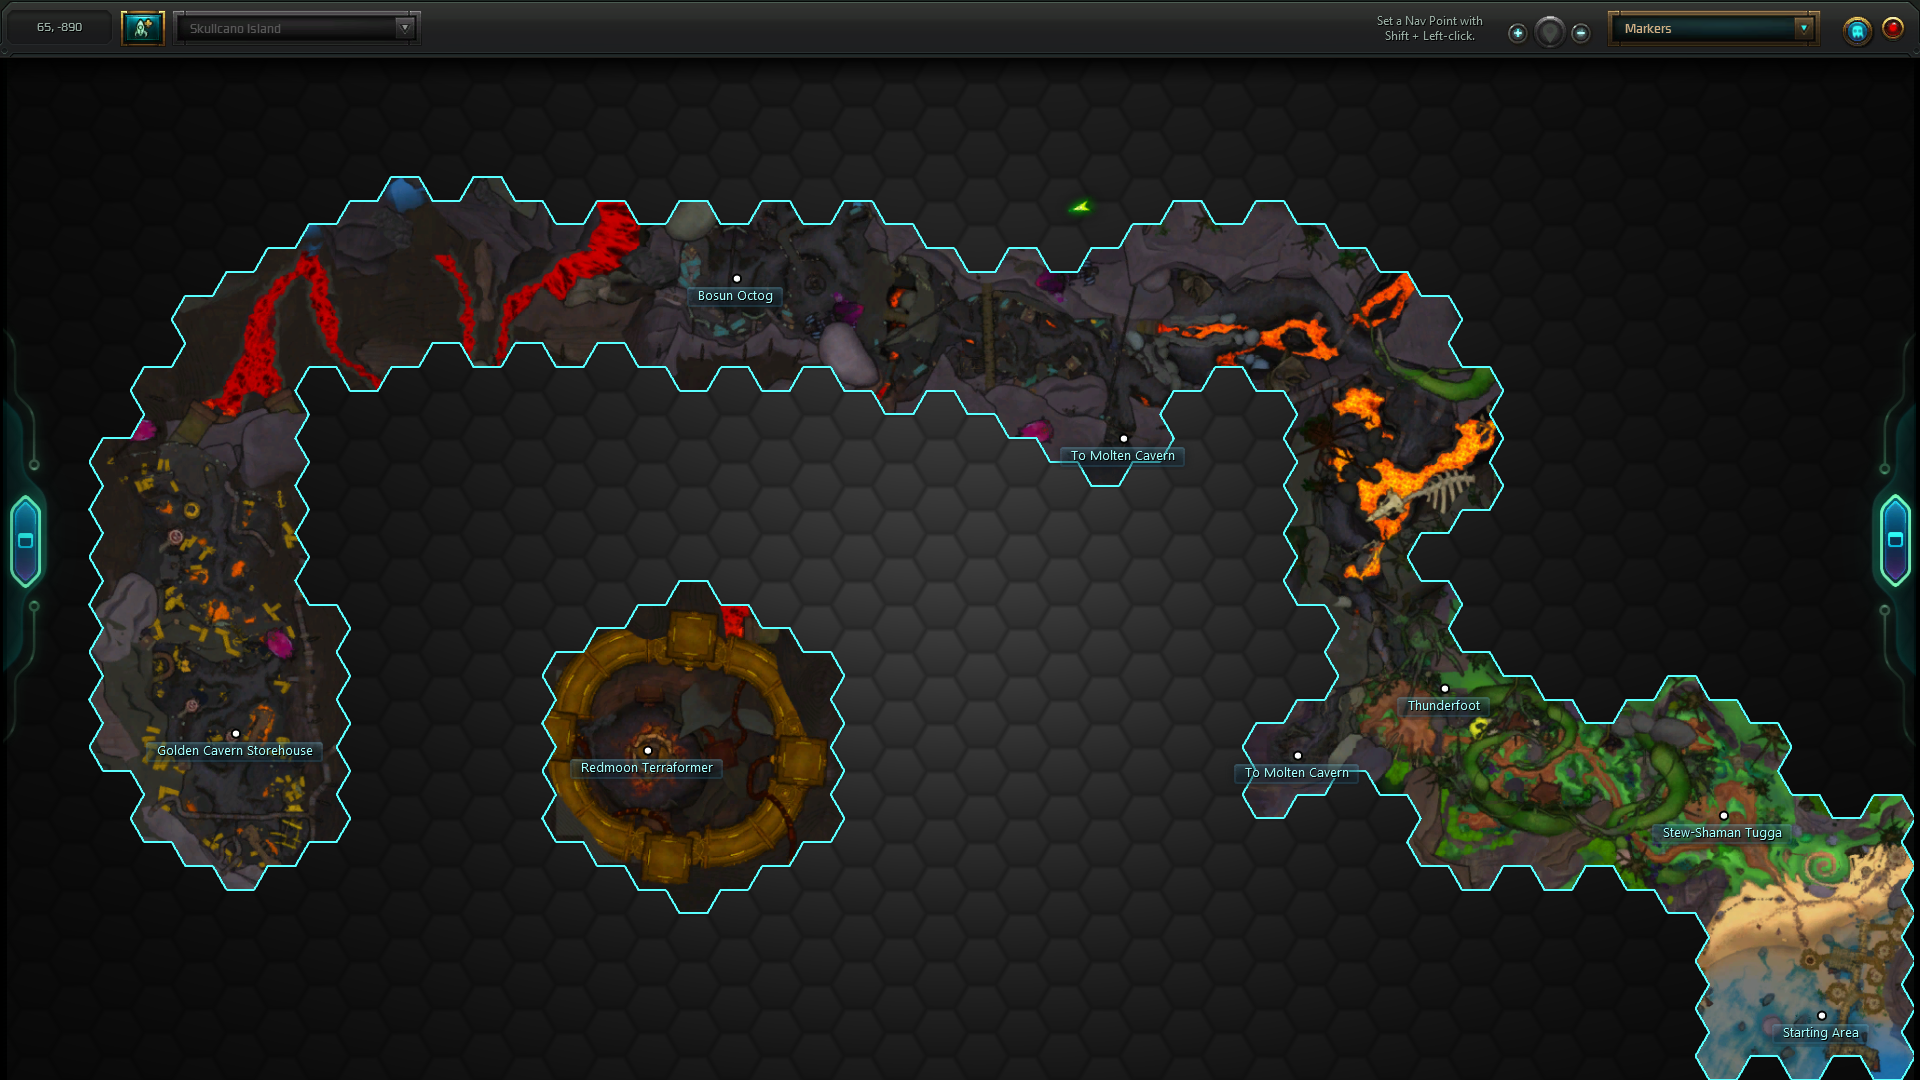 65, -890
Skullcano Island
Set a Nav Point with
Shift + Left-click.
Markers
Bosun Octog
To Molten Cavern
Thunderfoot
Golden Cavern Storehouse
Redmoon Terraformer
To Molten Cavern
Stew-Shaman Tugga
Starting Area